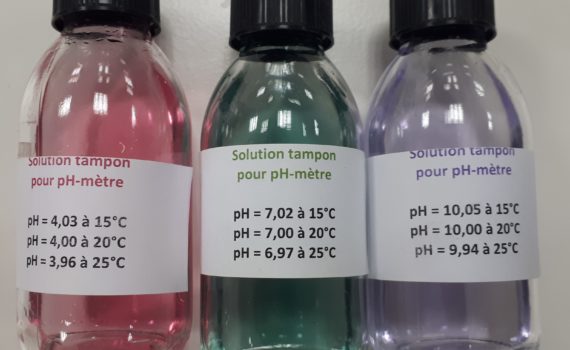 Solution tampon
pour pH-mètre
pH = 4,03 à 15°C
pH = 4,00 à 20°C
pH = 3,96 à 25°C
Solution tampon
pour pH-mètre
pH = 7,02 à 15°C
pH = 7,00 à 20°C
pH = 6,97 à 25°C
Solution tampon
pour pH-mètre
pH = 10,05 à 15°C
pH = 10,00 à 20°C
pH = 9,94 à 25°C